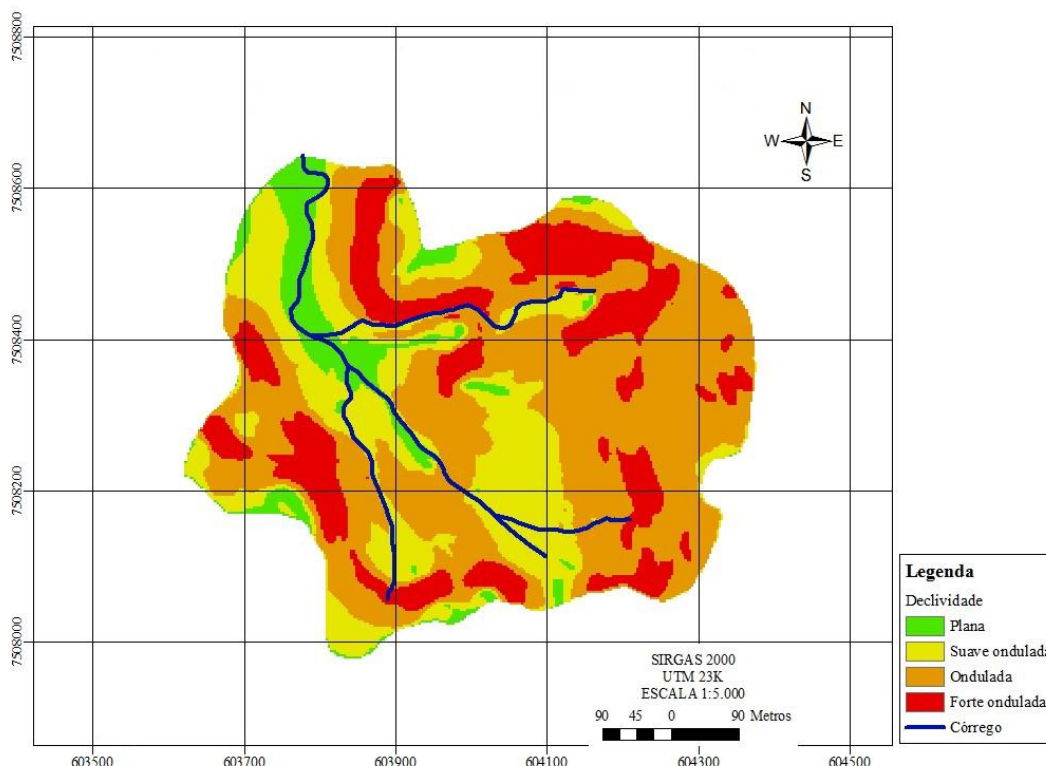 7508800
7508600
7508400
7508200
7508000
N
W E
S
Legenda
Declividade
Plana
Suave ondulada
Ondulada
Forte ondulada
Córrego
SIRGAS 2000
UTM 23K
ESCALA 1:5.000
90 45 0 90 Metros
603500 603700 603900 604100 604300 604500